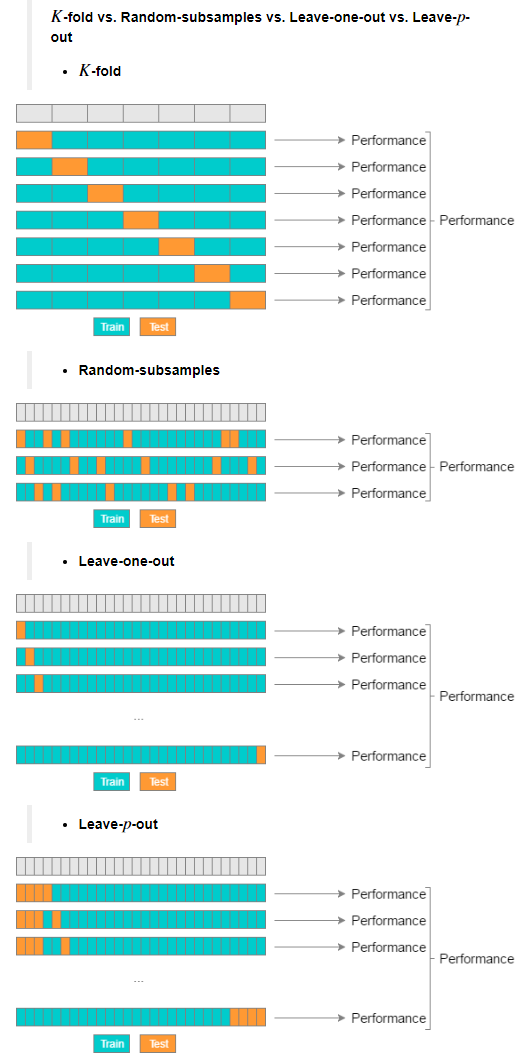 K-fold vs. Random-subsamples vs. Leave-one-out vs. Leave-p-
out
• K-fold
Performance
Performance
Performance
Performance
Performance
Performance
Performance
Performance
Train Test
• Random-subsamples
Performance
Performance
Performance
Performance
Train Test
• Leave-one-out
Performance
Performance
Performance
Performance
...
Performance
Train Test
• Leave-p-out
Performance
Performance
Performance
Performance
...
Performance
Train Test